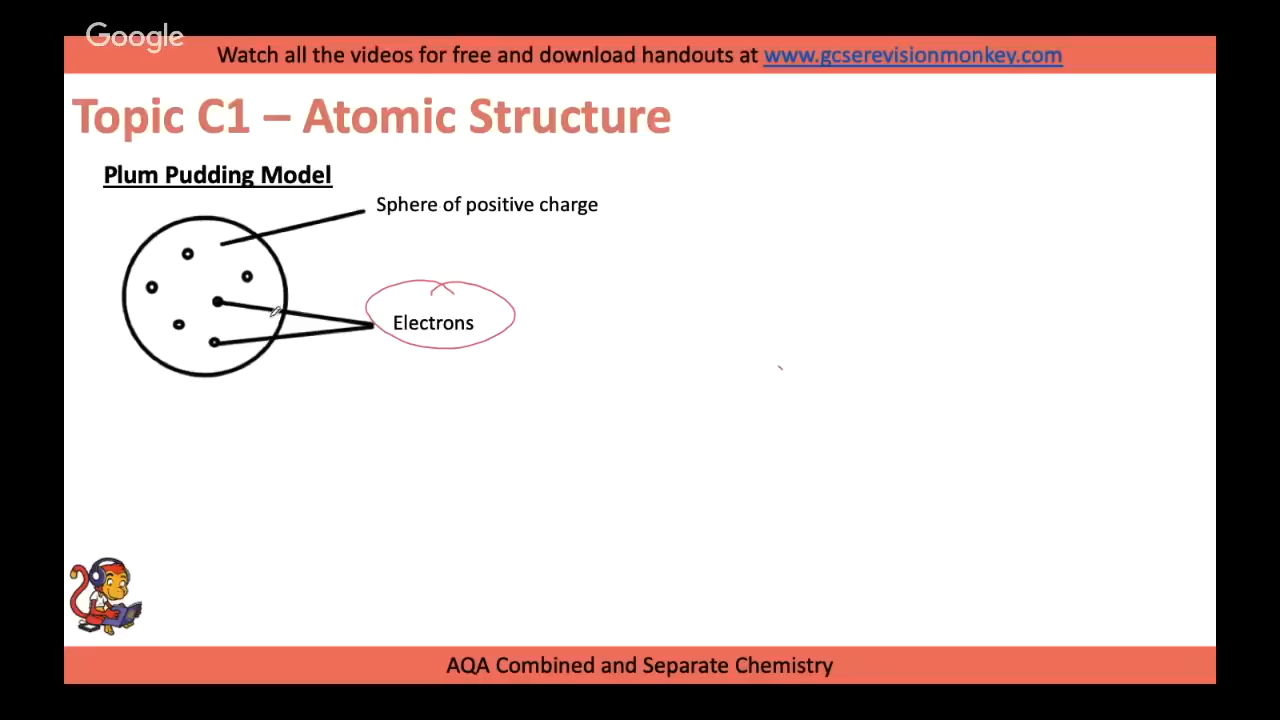 Google
Watch all the videos for free and download handouts at www.gcserevisionmonkey.com
Topic C1 – Atomic Structure
Plum Pudding Model
Sphere of positive charge
Electrons
AQA Combined and Separate Chemistry